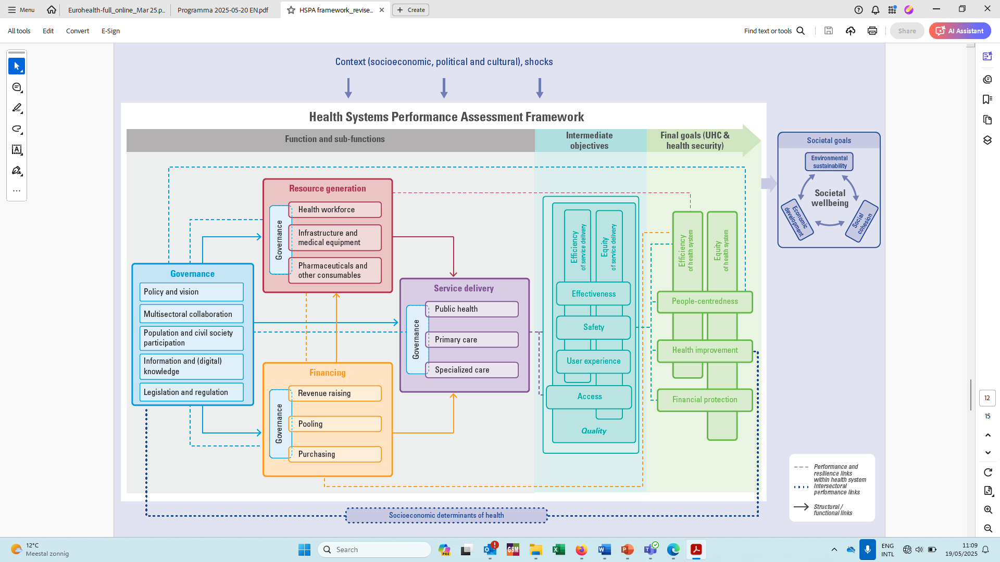 Menu
Eurohealth-full_online_Mar 25.p...
Programma 2025-05-20 EN.pdf
HSPA framework_revise...
Create
All tools
Edit
Convert
E-Sign
Find text or tools
Share
AI Assistant
Context (socioeconomic, political and cultural), shocks
Health Systems Performance Assessment Framework
Function and sub-functions
Intermediate
objectives
Final goals (UHC &
health security)
Societal goals
Environmental
sustainability
Societal
wellbeing
Economic
development
Social
cohesion
Resource generation
Governance
Health workforce
Infrastructure and
medical equipment
Pharmaceuticals and
other consumables
Governance
Policy and vision
Multisectoral collaboration
Population and civil society
participation
Information and (digital)
knowledge
Legislation and regulation
Service delivery
Governance
Public health
Primary care
Specialized care
Financing
Governance
Revenue raising
Pooling
Purchasing
Efficiency
of service delivery
Equity
of service delivery
Effectiveness
Safety
User experience
Access
Quality
Efficiency
of health system
Equity
of health system
People-centredness
Health improvement
Financial protection
Socioeconomic determinants of health
Performance and
resilience links
within health system
Intersectoral
performance links
Structural /
functional links
12
15
12°C
Meestal zonnig
Search
PRE
GSM
ENG
INTL
11:09
19/05/2025